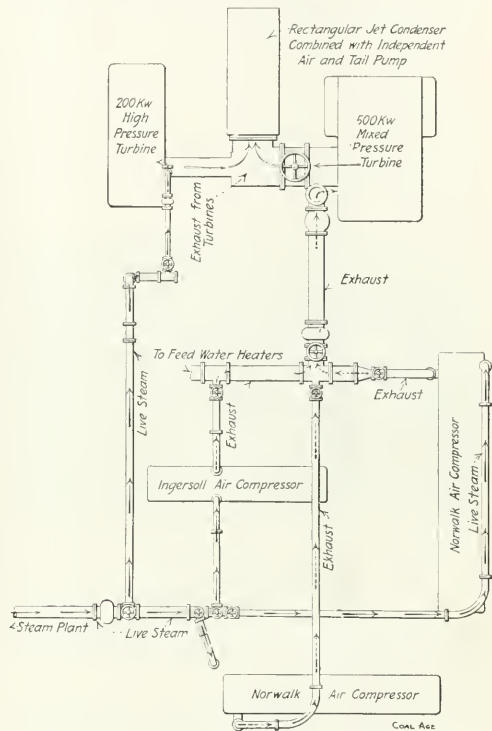 Rectangular Jet Condenser
Combined with Independent
Air and Tail Pump
200 Kw
High
Pressure
Turbine
500 Kw
Mixed
Pressure
Turbine
Exhaust from
Turbines
Exhaust
To Feed Water Heaters
Exhaust
Live Steam
Exhaust
Ingersoll Air Compressor
Exhaust
Norwalk Air Compressor
Live Steam
Steam Plant
Live Steam
Norwalk Air Compressor
COAL AGE